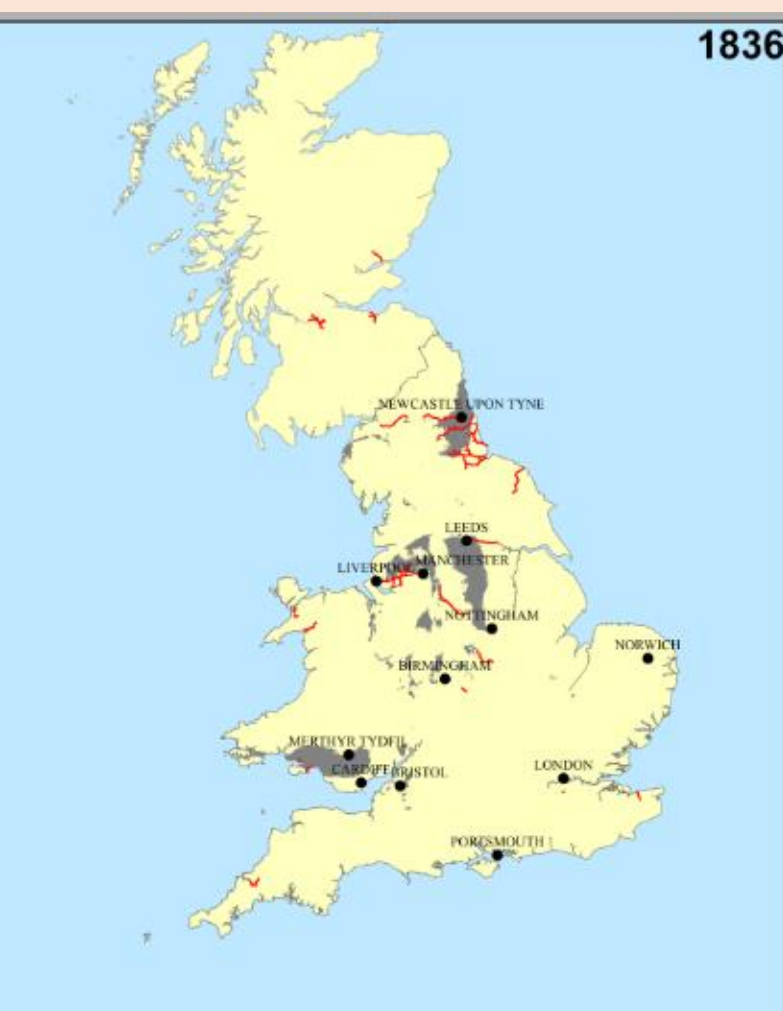 1836
NEWCASTLE UPON TYNE
LEEDS
MANCHESTER
LIVERPOOL
NOTTINGHAM
NORWICH
BIRMINGHAM
MERTHYR TYDFIL
LONDON
CARDIFF
BRISTOL
PORTSMOUTH